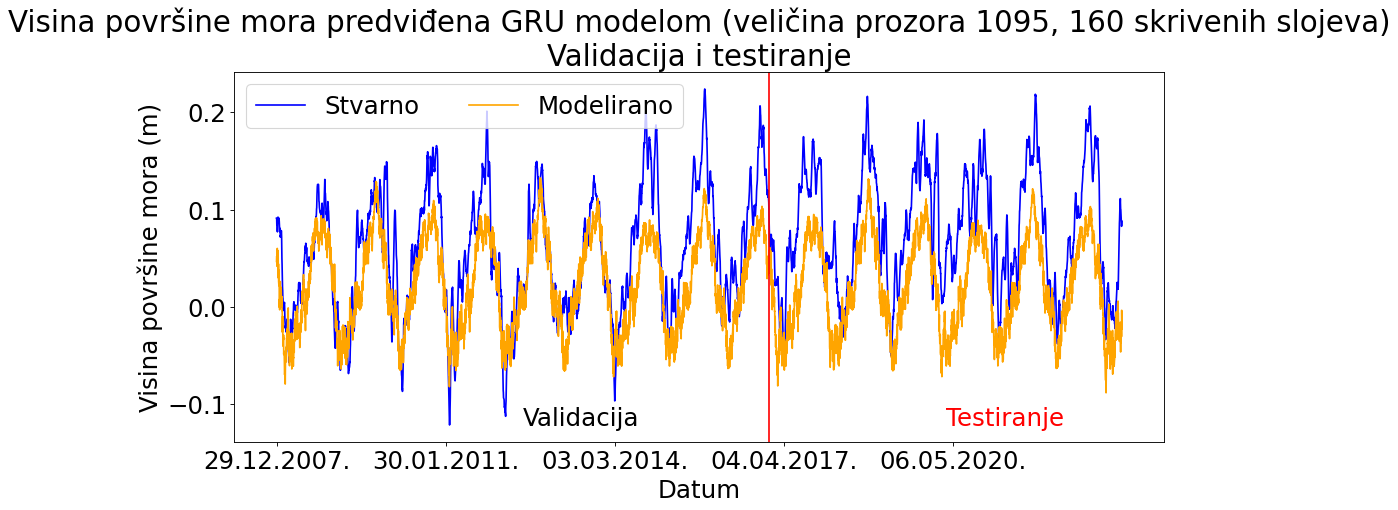 Visina površine mora predviđena GRU modelom (veličina prozora 1095, 160 skrivenih slojeva)
Validacija i testiranje
Stvarno
Modelirano
Visina površine mora (m)
0.2
0.1
0.0
−0.1
Validacija
Testiranje
29.12.2007.
30.01.2011.
03.03.2014.
04.04.2017.
06.05.2020.
Datum